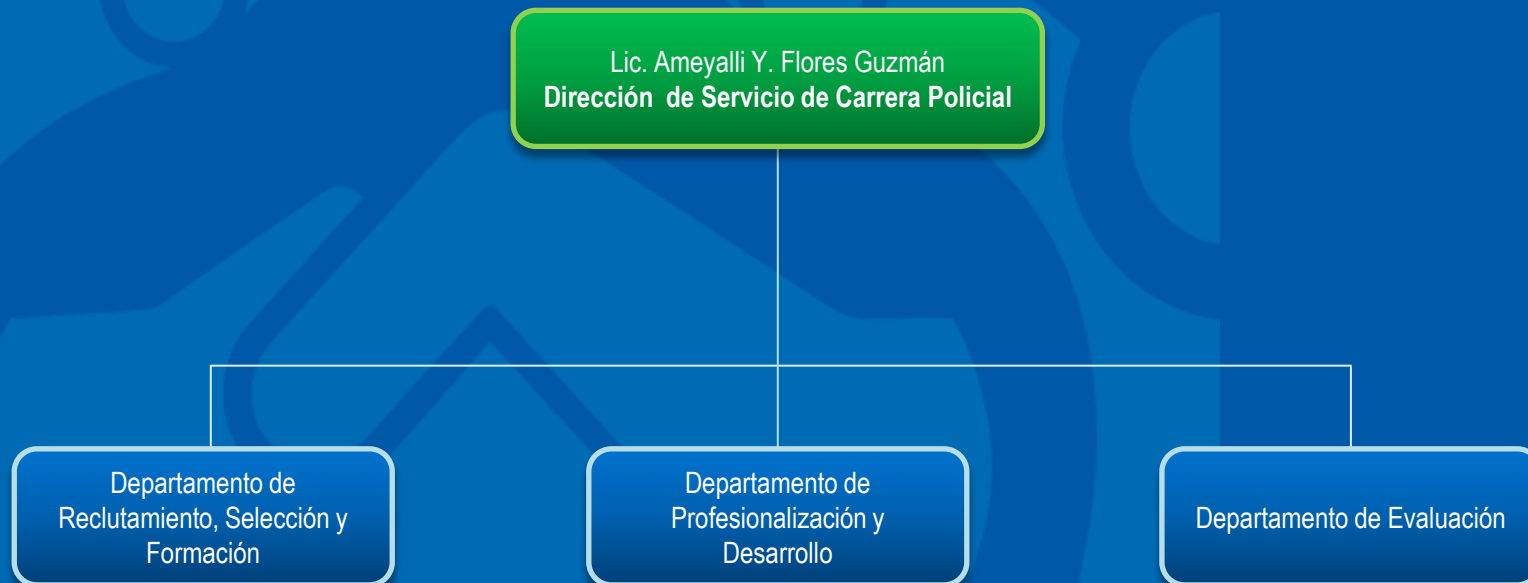 Lic. Ameyalli Y. Flores Guzmán
Dirección de Servicio de Carrera Policial
Departamento de
Reclutamiento, Selección y
Formación
Departamento de
Profesionalización y
Desarrollo
Departamento de Evaluación